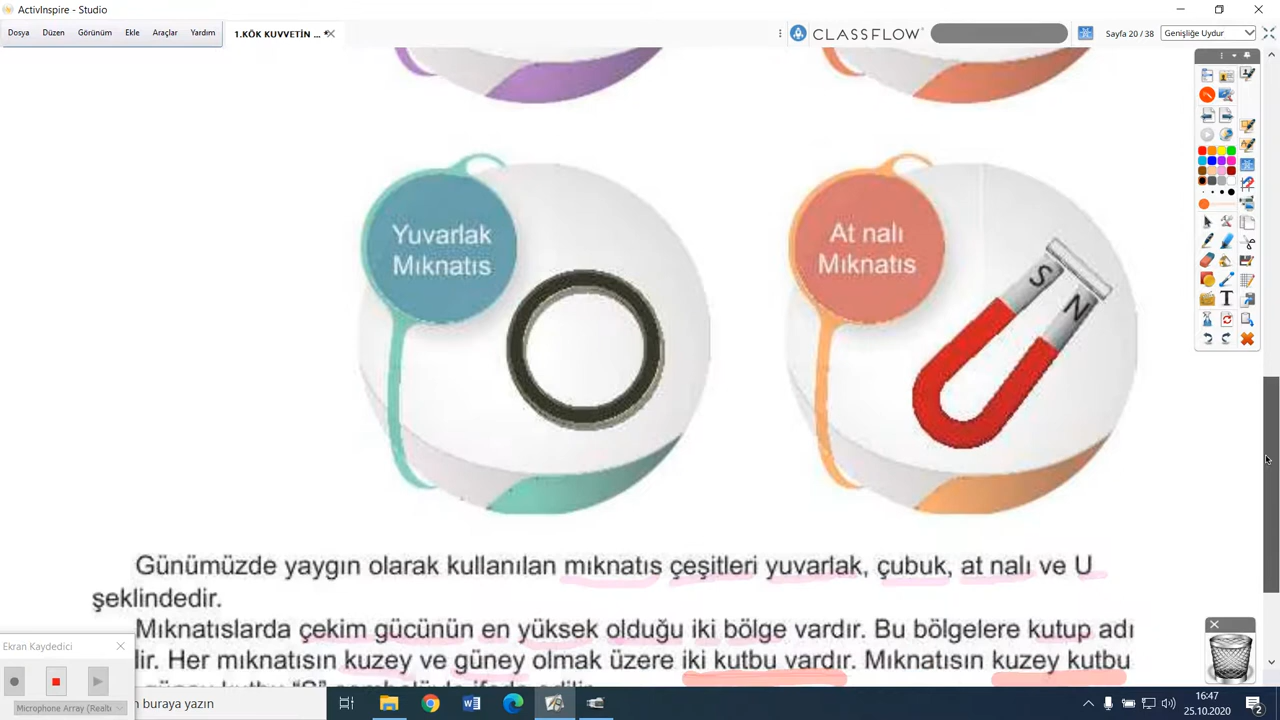 ActivInspire - Studio
Dosya Düzen Görünüm Ekle Araçlar Yardım
1.KÖK KUVVETİN ...
CLASSFLOW
Sayfa 20 / 38
Genişliğe Uydur
Yuvarlak
Mıknatıs
At nalı
Mıknatıs
S
N
T
Günümüzde yaygın olarak kullanılan mıknatıs çeşitleri yuvarlak, çubuk, at nalı ve U
şeklindedir.
Mıknatıslarda çekim gücünün en yüksek olduğu iki bölge vardır. Bu bölgelere kutup adı
lir. Her mıknatısın kuzey ve güney olmak üzere iki kutbu vardır. Mıknatısın kuzey kutbu
Ekran Kaydedici
Microphone Array (Realt
n buraya yazın
16:47
25.10.2020
2